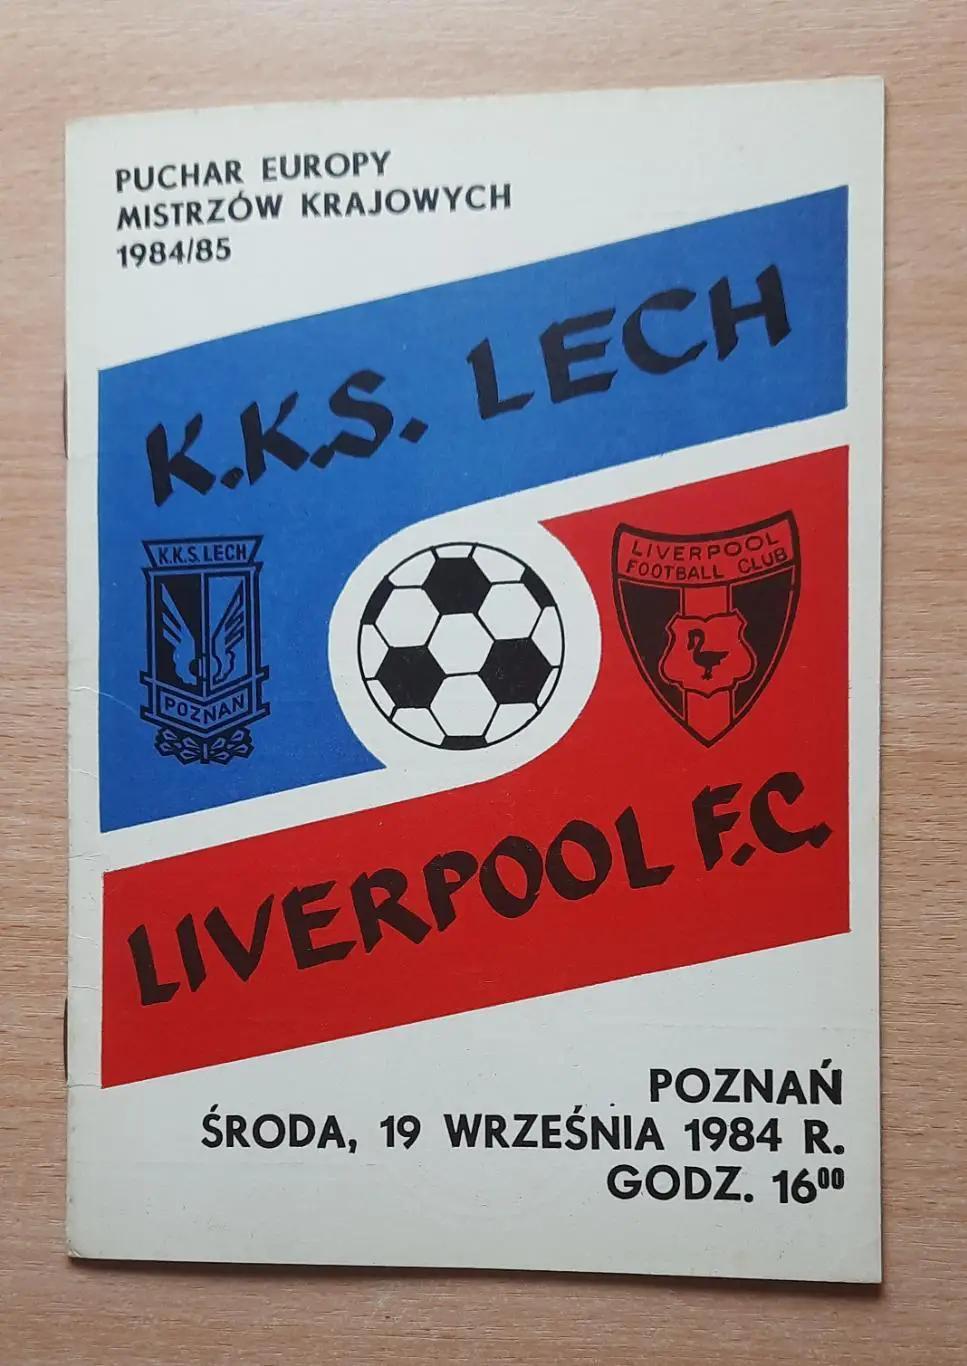 PUCHAR EUROPY
MISTRZÓW KRAJOWYCH
1984/85
K.K.S. LECH
K.K.S. LECH
POZNAŃ
LIVERPOOL
FOOTBALL CLUB
LIVERPOOL F.C.
POZNAŃ
ŚRODA, 19 WRZEŚNIA 1984 R.
GODZ. 16⁰⁰